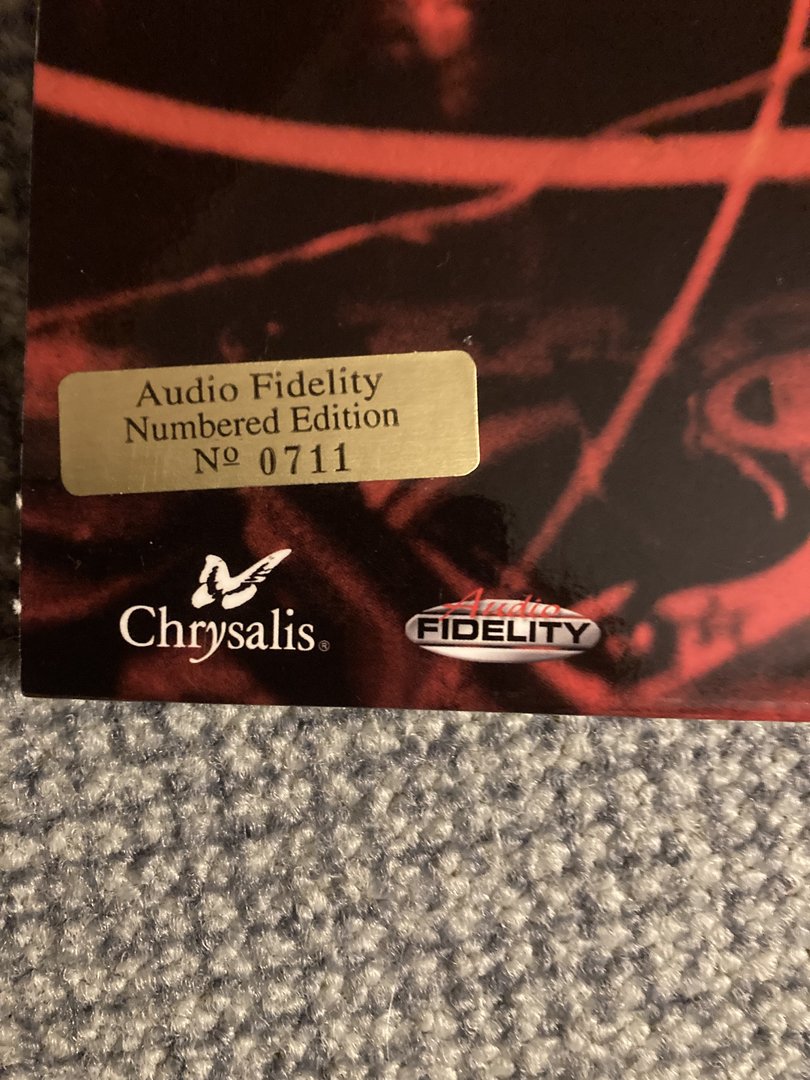 Audio Fidelity
Numbered Edition
Nº 0711
Chrysalis®
Audio
FIDELITY